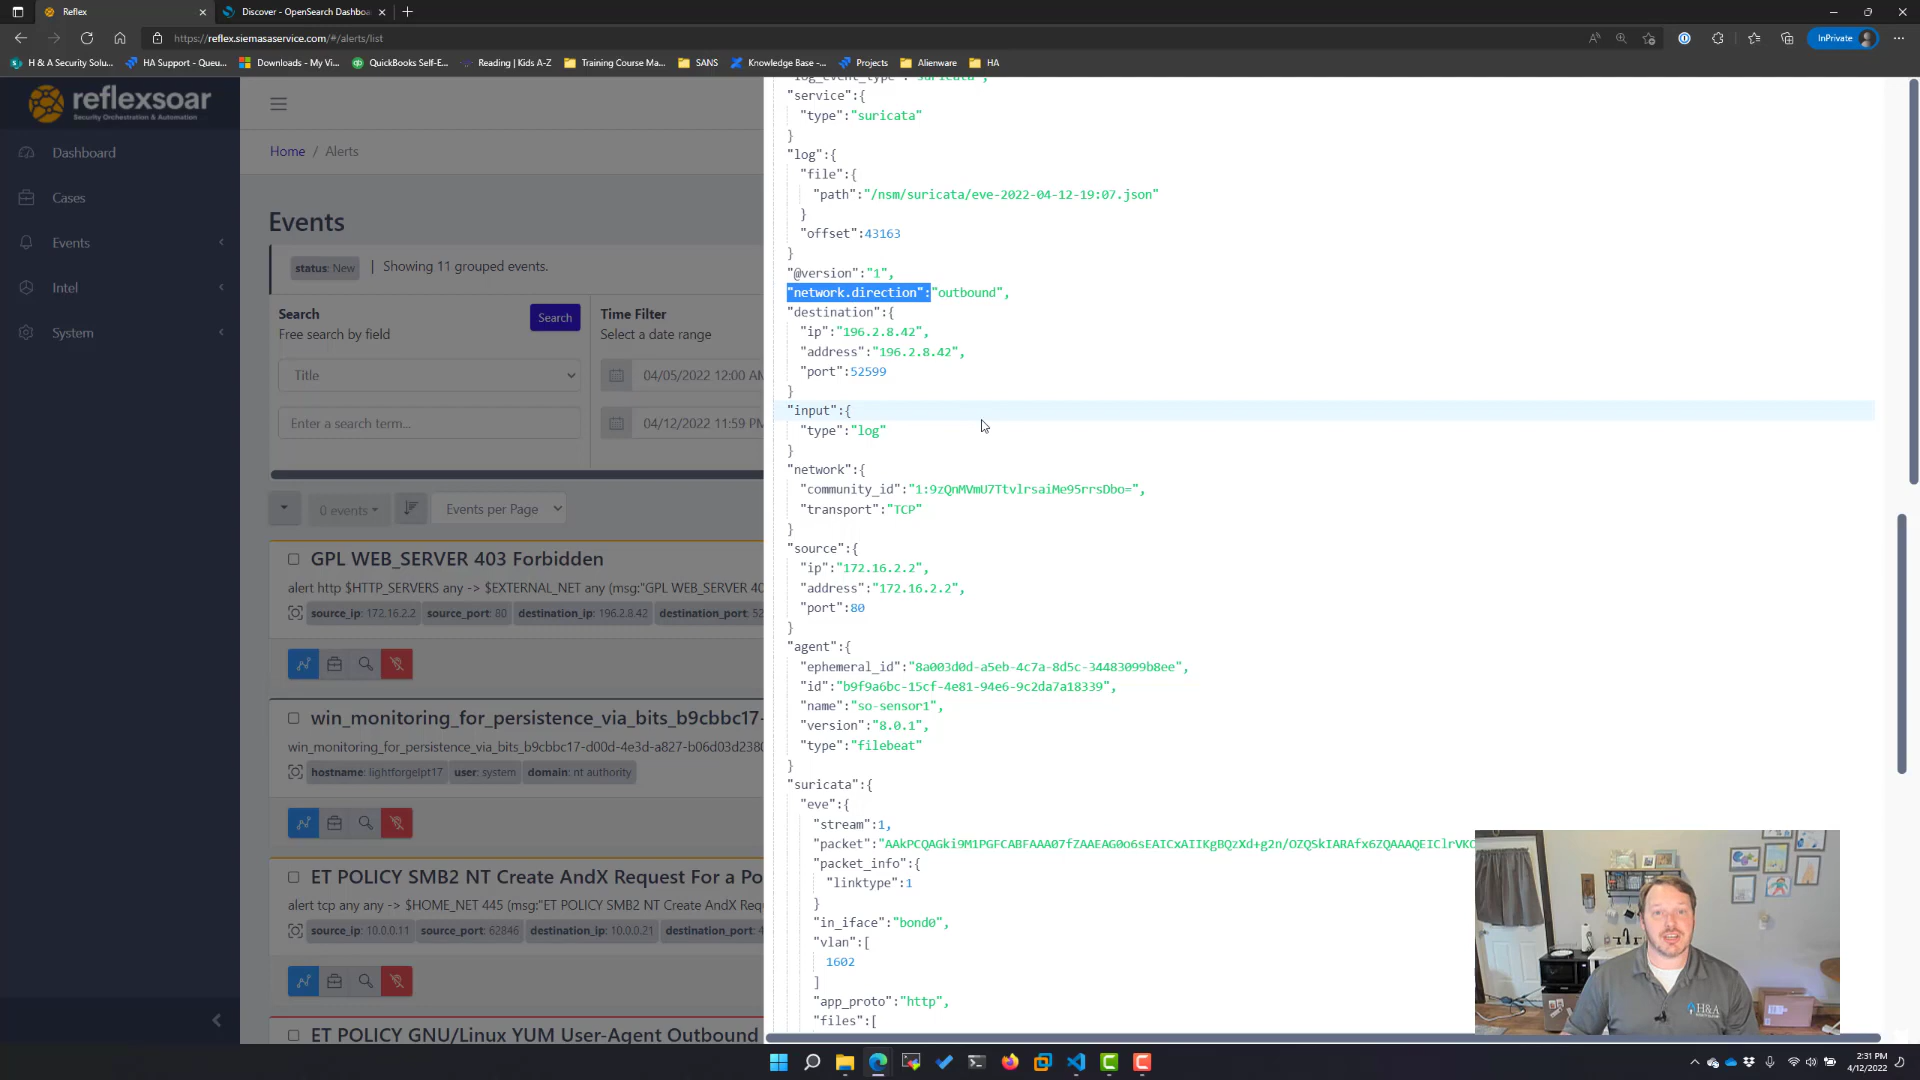 Reflex
Discover - OpenSearch Dashboa
https://reflex.siemasaservice.com/#/alerts/list
InPrivate
H & A Security Solu...
HA Support - Queu...
Downloads - My Vi...
QuickBooks Self-E...
Reading | Kids A-Z
Training Course Ma...
SANS
Knowledge Base -...
Projects
Alienware
HA
reflexsoar
Security Orchestration & Automation
Dashboard
Cases
Events
Intel
System
Home / Alerts
Events
status: New | Showing 11 grouped events.
Search
Free search by field
Search
Title
Enter a search term...
Time Filter
Select a date range
04/05/2022 12:00 AM
04/12/2022 11:59 PM
0 events
Events per Page
GPL WEB_SERVER 403 Forbidden
alert http $HTTP_SERVERS any -> $EXTERNAL_NET any (msg:"GPL WEB_SERVER 40
source_ip: 172.16.2.2 source_port: 80 destination_ip: 196.2.8.42 destination_port: 52
win_monitoring_for_persistence_via_bits_b9cbbc17-
win_monitoring_for_persistence_via_bits_b9cbbc17-d00d-4e3d-a827-b06d03d2380
hostname: lightforgelpt17 user: system domain: nt authority
ET POLICY SMB2 NT Create AndX Request For a Po
alert tcp any any -> $HOME_NET 445 (msg:"ET POLICY SMB2 NT Create AndX Req
source_ip: 10.0.0.11 source_port: 62846 destination_ip: 10.0.0.21 destination_port: 4
ET POLICY GNU/Linux YUM User-Agent Outbound
"log_event_type":"suricata",
"service":{
"type":"suricata"
}
"log":{
"file":{
"path":"/nsm/suricata/eve-2022-04-12-19:07.json"
}
"offset":43163
}
"@version":"1",
"network.direction":"outbound",
"destination":{
"ip":"196.2.8.42",
"address":"196.2.8.42",
"port":52599
}
"input":{
"type":"log"
}
"network":{
"community_id":"1:9zQnMVmU7TtvlrsaiMe95rrsDbo=",
"transport":"TCP"
}
"source":{
"ip":"172.16.2.2",
"address":"172.16.2.2",
"port":80
}
"agent":{
"ephemeral_id":"8a003d0d-a5eb-4c7a-8d5c-34483099b8ee",
"id":"b9f9a6bc-15cf-4e81-94e6-9c2da7a18339",
"name":"so-sensor1",
"version":"8.0.1",
"type":"filebeat"
}
"suricata":{
"eve":{
"stream":1,
"packet":"AAkPCQAGki9M1PGFCABFAAA07fZAAEAG0o6sEAICxAIIKgBQzXd+g2n/OZQSkIARAfx6ZQAAAQEIClrVKC
"packet_info":{
"linktype":1
}
"in_iface":"bond0",
"vlan":[
1602
]
"app_proto":"http",
"files":[
H&A
2:31 PM
4/12/2022